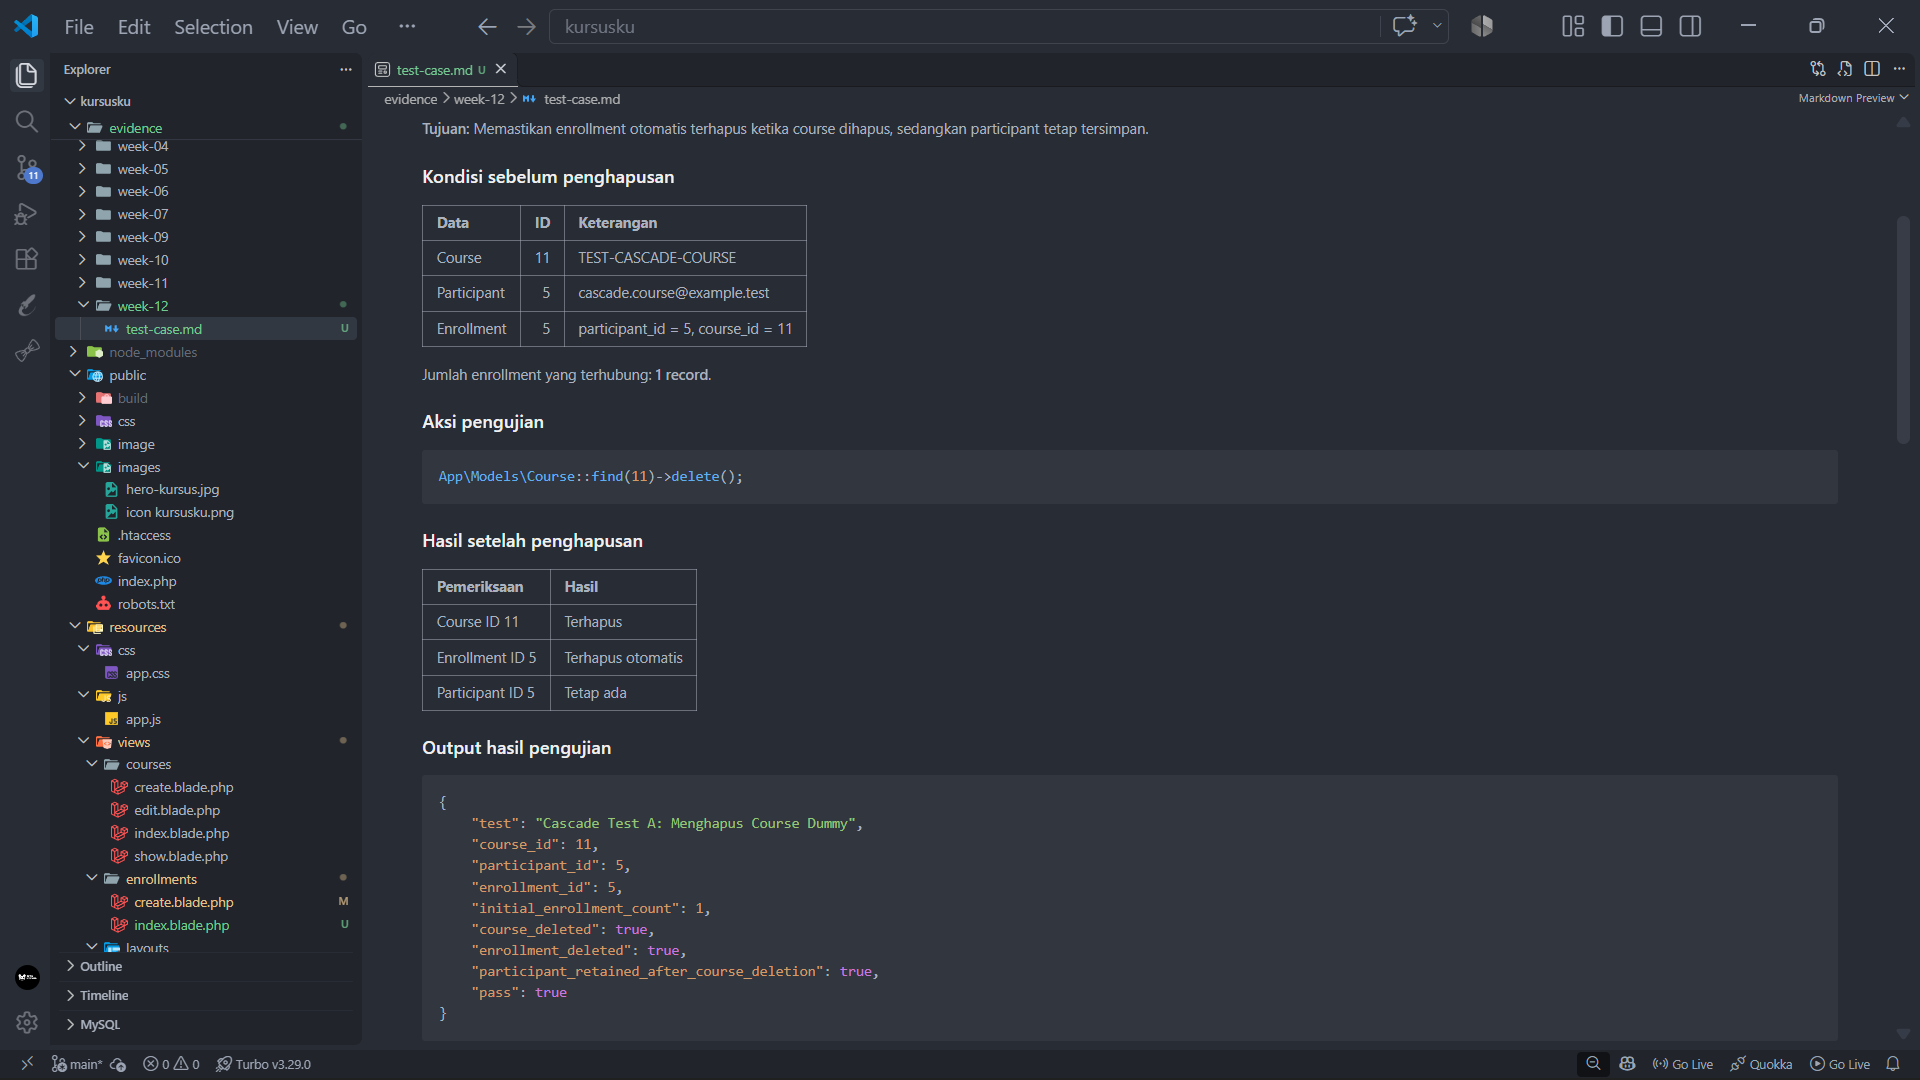 File Edit Selection View Go ···
kursusku
Explorer
kursusku
evidence
week-04
week-05
week-06
week-07
week-09
week-10
week-11
week-12
test-case.md U
node_modules
public
build
css
image
images
hero-kursus.jpg
icon kursusku.png
.htaccess
favicon.ico
index.php
robots.txt
resources
css
app.css
js
app.js
views
courses
create.blade.php
edit.blade.php
index.blade.php
show.blade.php
enrollments
create.blade.php M
index.blade.php U
layouts
Outline
Timeline
MySQL
11
test-case.md U
evidence > week-12 > test-case.md
Markdown Preview
Tujuan: Memastikan enrollment otomatis terhapus ketika course dihapus, sedangkan participant tetap tersimpan.
Kondisi sebelum penghapusan
Data ID Keterangan
Course 11 TEST-CASCADE-COURSE
Participant 5 cascade.course@example.test
Enrollment 5 participant_id = 5, course_id = 11
Jumlah enrollment yang terhubung: 1 record.
Aksi pengujian
App\Models\Course::find(11)->delete();
Hasil setelah penghapusan
Pemeriksaan Hasil
Course ID 11 Terhapus
Enrollment ID 5 Terhapus otomatis
Participant ID 5 Tetap ada
Output hasil pengujian
{
"test": "Cascade Test A: Menghapus Course Dummy",
"course_id": 11,
"participant_id": 5,
"enrollment_id": 5,
"initial_enrollment_count": 1,
"course_deleted": true,
"enrollment_deleted": true,
"participant_retained_after_course_deletion": true,
"pass": true
}
main* 0 0 Turbo v3.29.0
Go Live Quokka Go Live